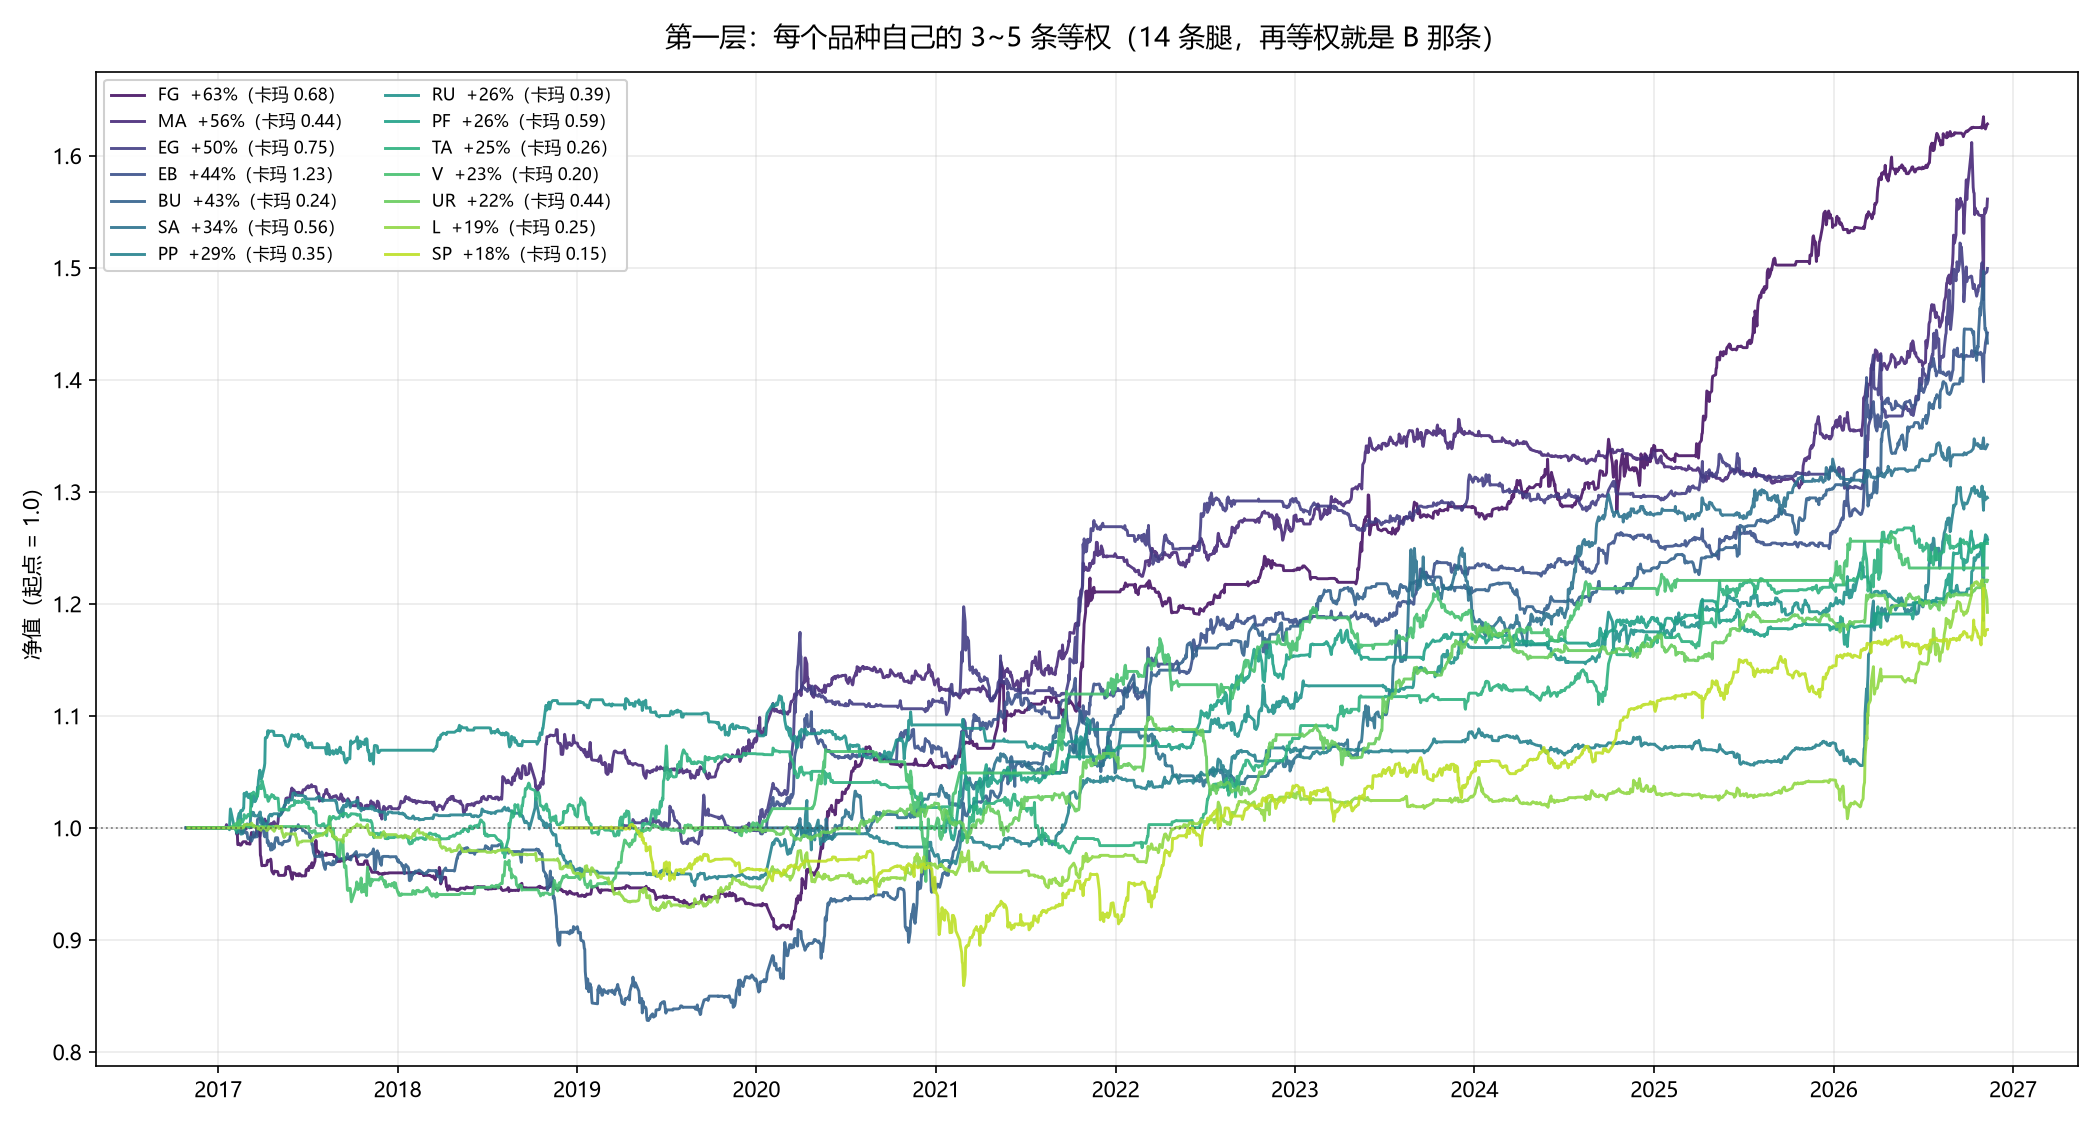 第一层：每个品种自己的 3~5 条等权（14 条腿，再等权就是 B 那条）
FG +63%（卡玛 0.68）
MA +56%（卡玛 0.44）
EG +50%（卡玛 0.75）
EB +44%（卡玛 1.23）
BU +43%（卡玛 0.24）
SA +34%（卡玛 0.56）
PP +29%（卡玛 0.35）
RU +26%（卡玛 0.39）
PF +26%（卡玛 0.59）
TA +25%（卡玛 0.26）
V +23%（卡玛 0.20）
UR +22%（卡玛 0.44）
L +19%（卡玛 0.25）
SP +18%（卡玛 0.15）
净值（起点 = 1.0）
1.6
1.5
1.4
1.3
1.2
1.1
1.0
0.9
0.8
2017 2018 2019 2020 2021 2022 2023 2024 2025 2026 2027